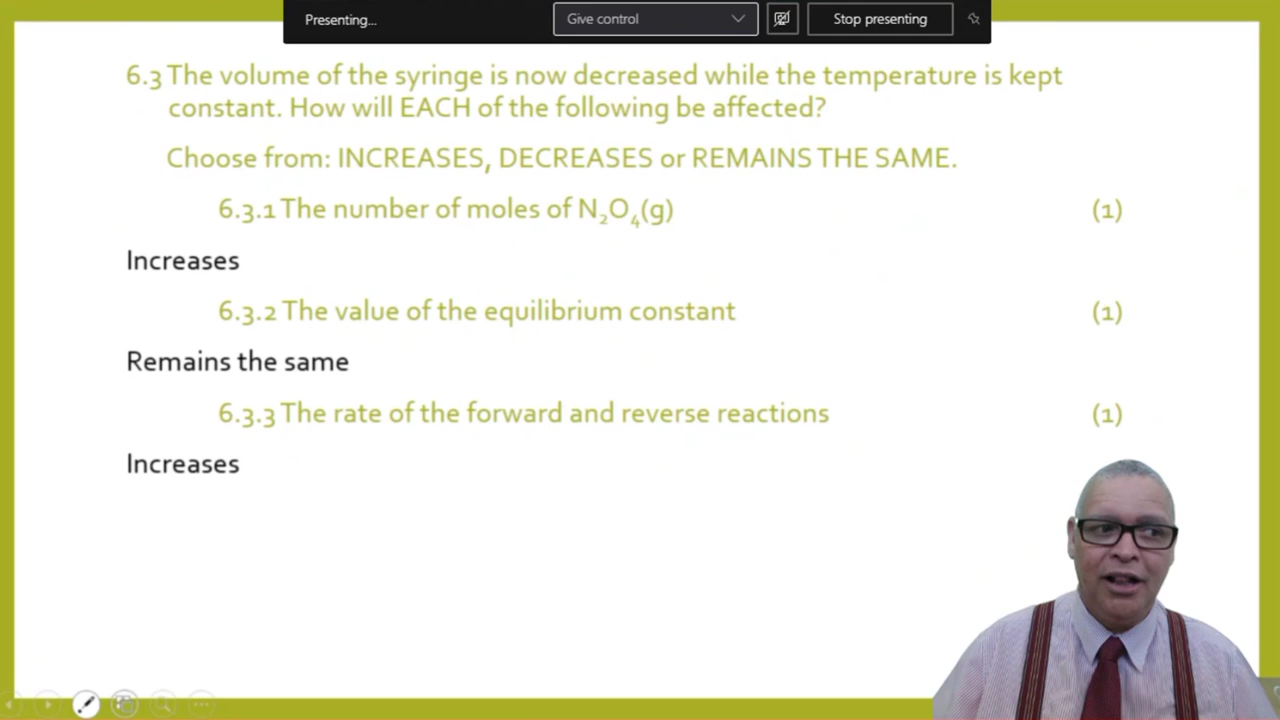 Presenting...
Give control
Stop presenting
6.3 The volume of the syringe is now decreased while the temperature is kept
constant. How will EACH of the following be affected?
Choose from: INCREASES, DECREASES or REMAINS THE SAME.
6.3.1 The number of moles of N₂O₄(g) (1)
Increases
6.3.2 The value of the equilibrium constant (1)
Remains the same
6.3.3 The rate of the forward and reverse reactions (1)
Increases